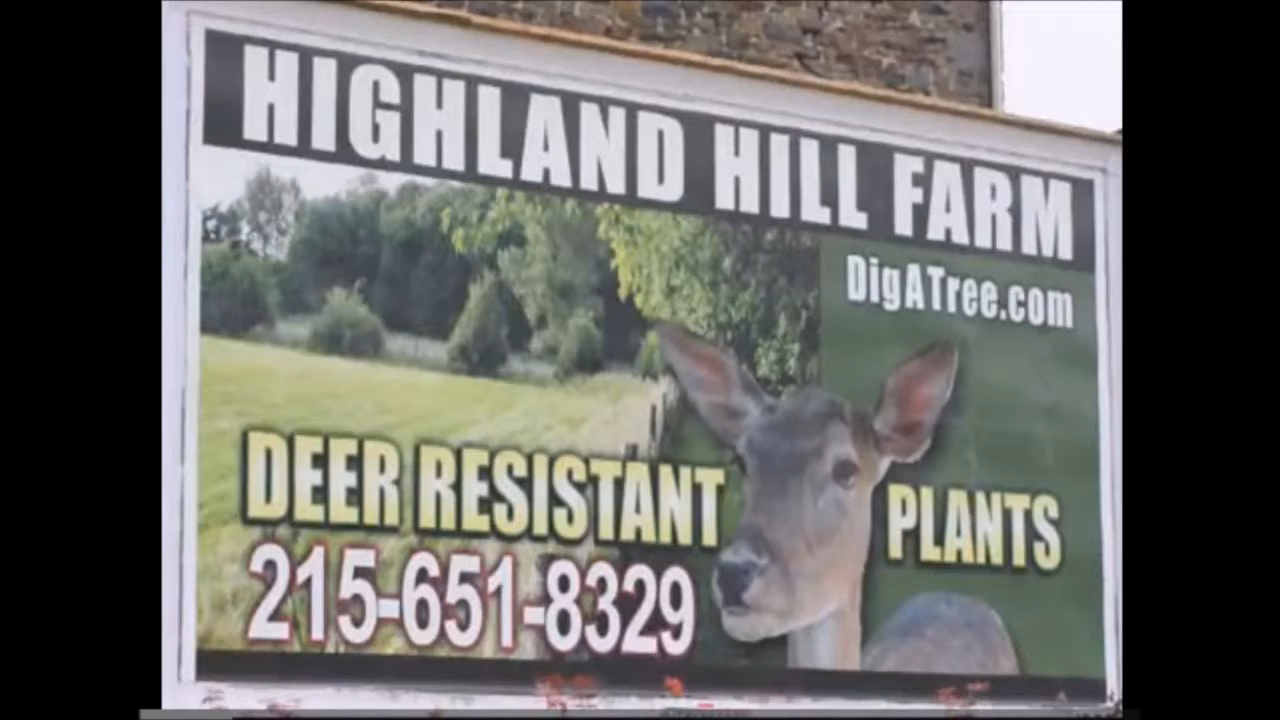 HIGHLAND HILL FARM
DigATree.com
DEER RESISTANT PLANTS
215-651-8329